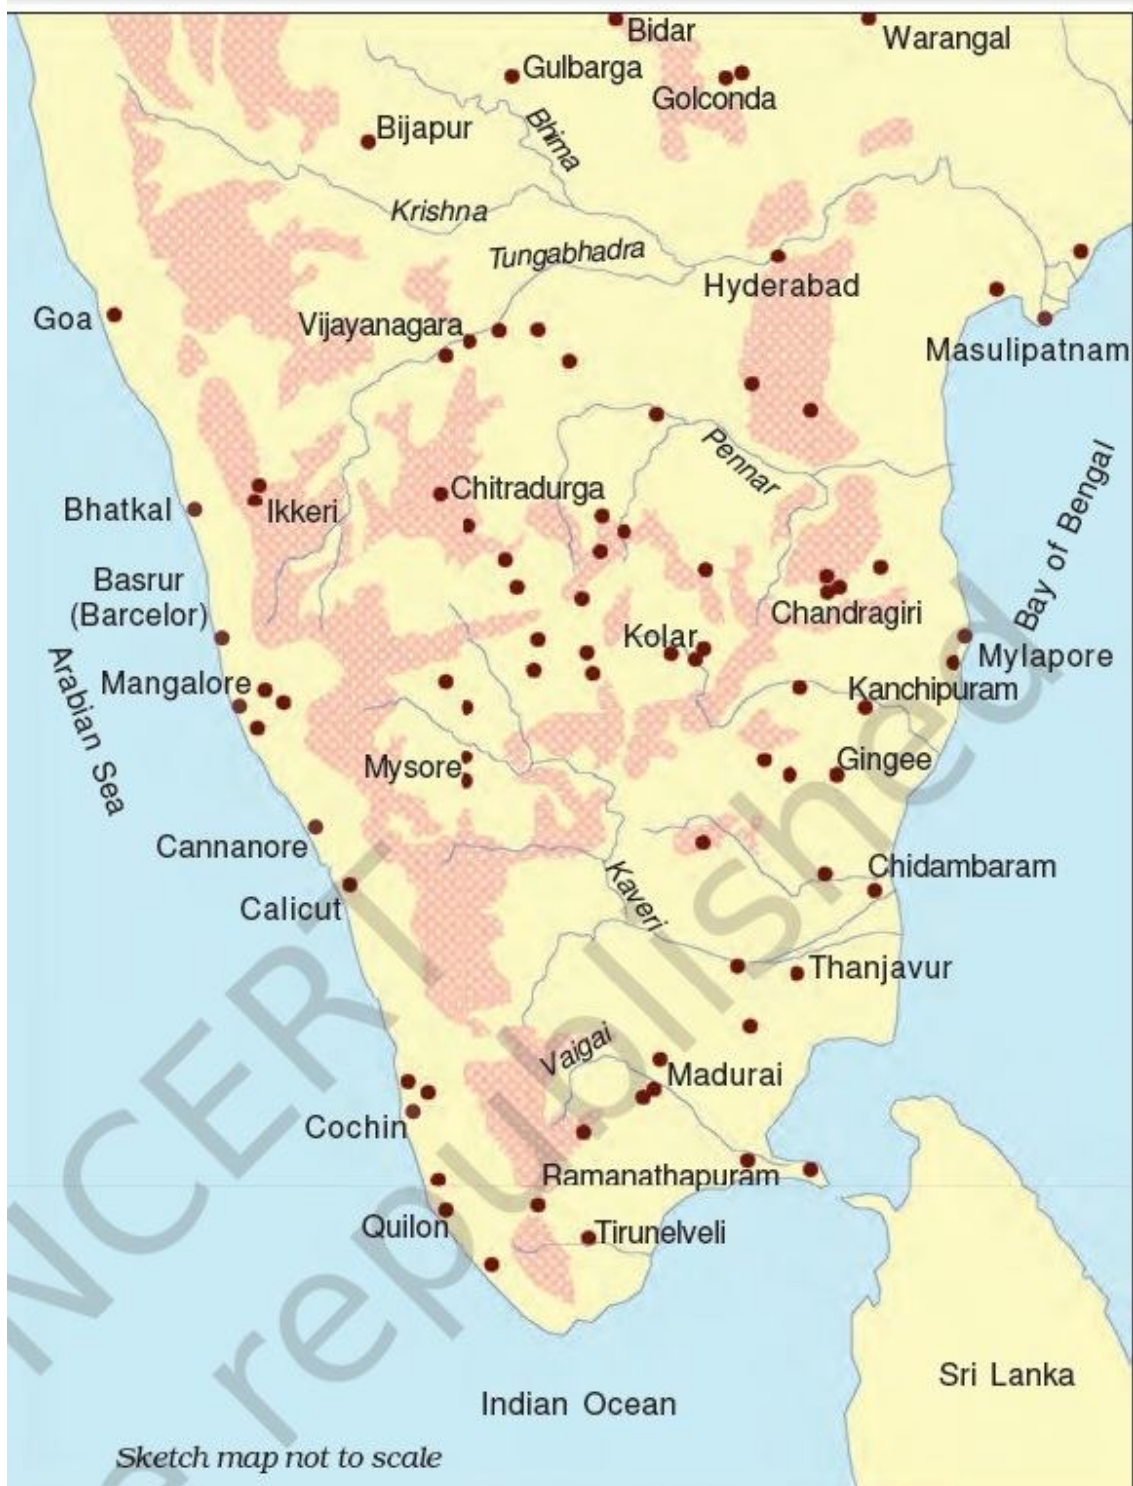 Bidar
Warangal
Gulbarga
Golconda
Bijapur
Bhima
Krishna
Tungabhadra
Hyderabad
Goa
Vijayanagara
Masulipatnam
Pennar
Bay of Bengal
Chitradurga
Bhatkal
Ikkeri
Basrur
(Barcelor)
Chandragiri
Kolar
Mylapore
Arabian Sea
Mangalore
Kanchipuram
Mysore
Gingee
Cannanore
Chidambaram
Calicut
Kaveri
Thanjavur
Vaigai
Madurai
Cochin
Ramanathapuram
Quilon
Tirunelveli
Sri Lanka
Indian Ocean
Sketch map not to scale
NCERT
republished